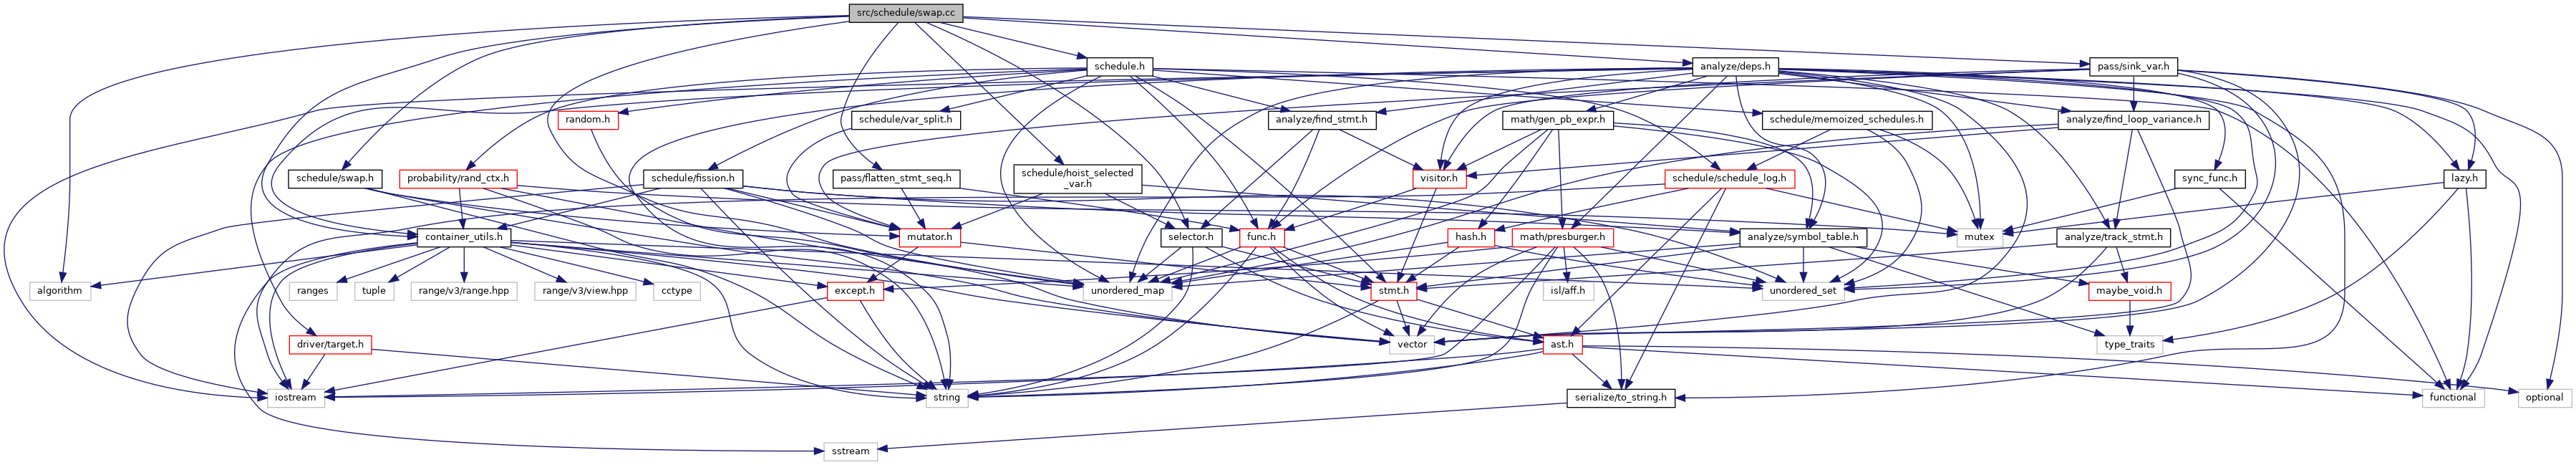 src/schedule/swap.cc
schedule.h
analyze/deps.h
pass/sink_var.h
random.h
schedule/var_split.h
analyze/find_stmt.h
math/gen_pb_expr.h
schedule/memoized_schedules.h
analyze/find_loop_variance.h
schedule/swap.h
probability/rand_ctx.h
schedule/fission.h
pass/flatten_stmt_seq.h
schedule/hoist_selected
_var.h
visitor.h
schedule/schedule_log.h
sync_func.h
lazy.h
container_utils.h
mutator.h
selector.h
func.h
hash.h
math/presburger.h
analyze/symbol_table.h
mutex
analyze/track_stmt.h
algorithm
ranges
tuple
range/v3/range.hpp
range/v3/view.hpp
cctype
except.h
unordered_map
stmt.h
isl/aff.h
unordered_set
maybe_void.h
driver/target.h
vector
ast.h
type_traits
iostream
string
serialize/to_string.h
functional
optional
sstream